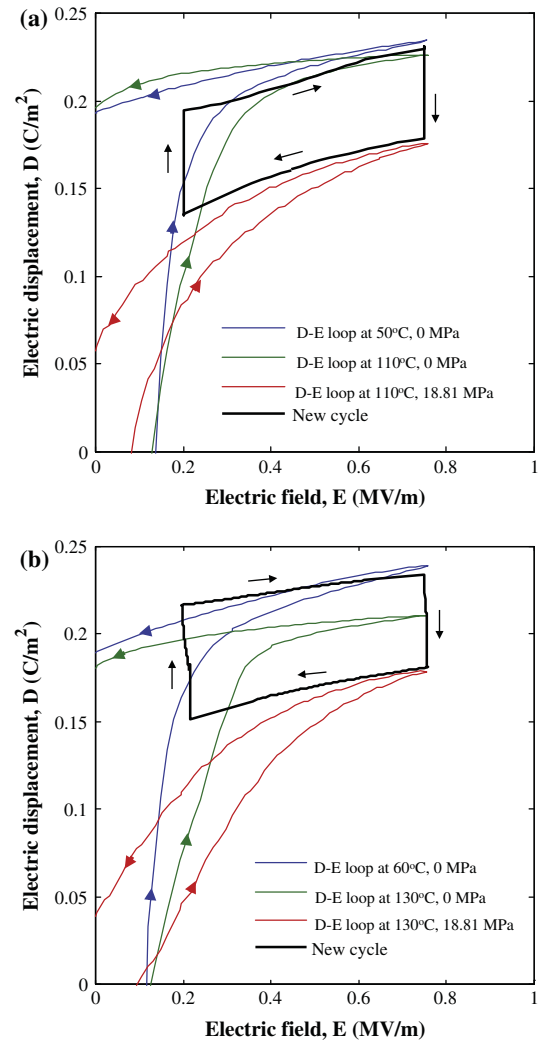 (a)
0.25
0.2
0.15
0.1
0.05
0
Electric displacement, D (C/m²)
D-E loop at 50°C, 0 MPa
D-E loop at 110°C, 0 MPa
D-E loop at 110°C, 18.81 MPa
New cycle
0 0.2 0.4 0.6 0.8 1
Electric field, E (MV/m)
(b)
0.25
0.2
0.15
0.1
0.05
0
Electric displacement, D (C/m²)
D-E loop at 60°C, 0 MPa
D-E loop at 130°C, 0 MPa
D-E loop at 130°C, 18.81 MPa
New cycle
0 0.2 0.4 0.6 0.8 1
Electric field, E (MV/m)